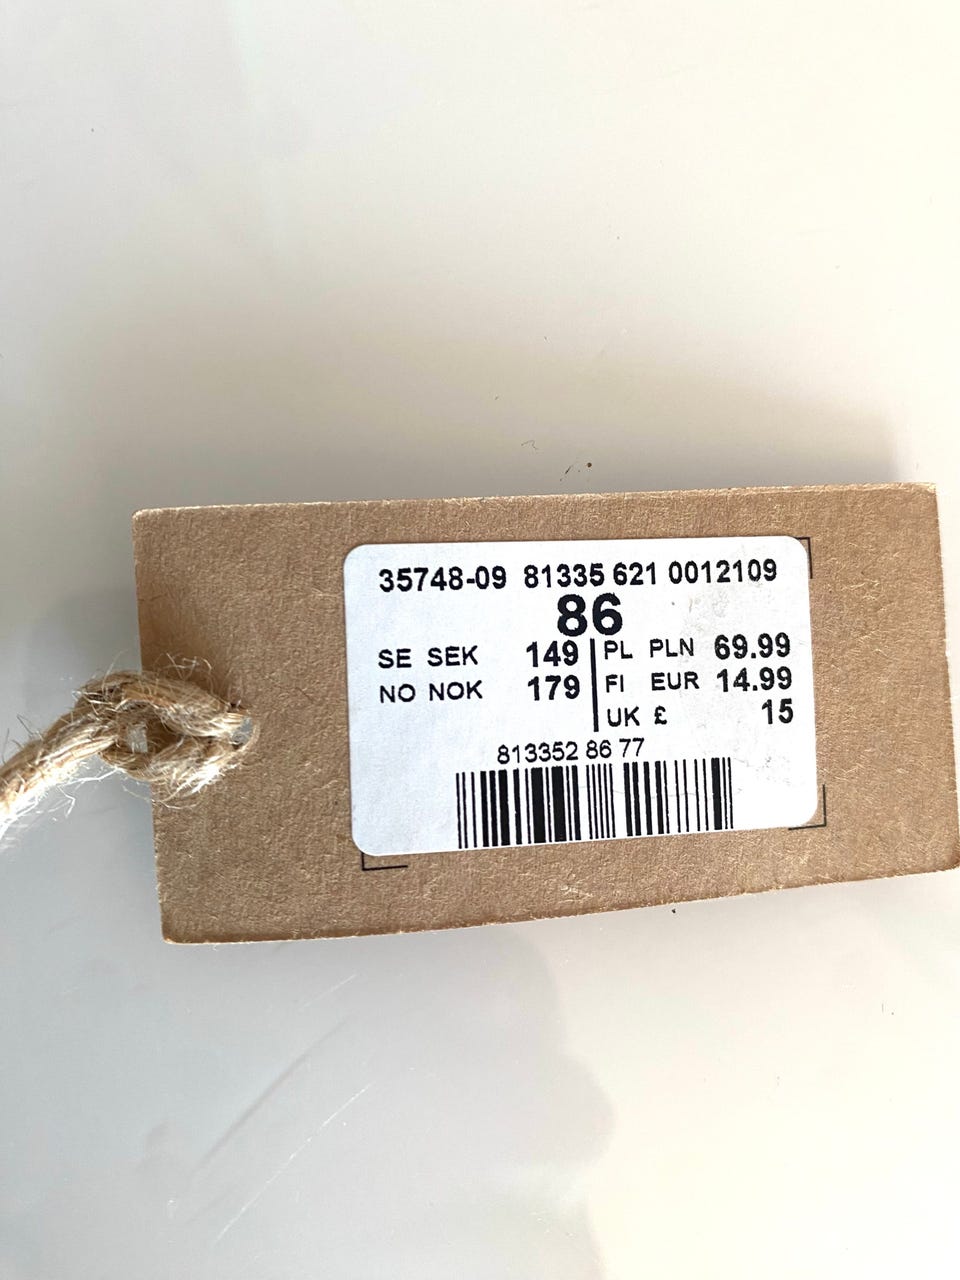 35748-09 81335 621 0012109
86
SE SEK 149 PL PLN 69.99
NO NOK 179 FI EUR 14.99
UK £ 15
813352 86 77